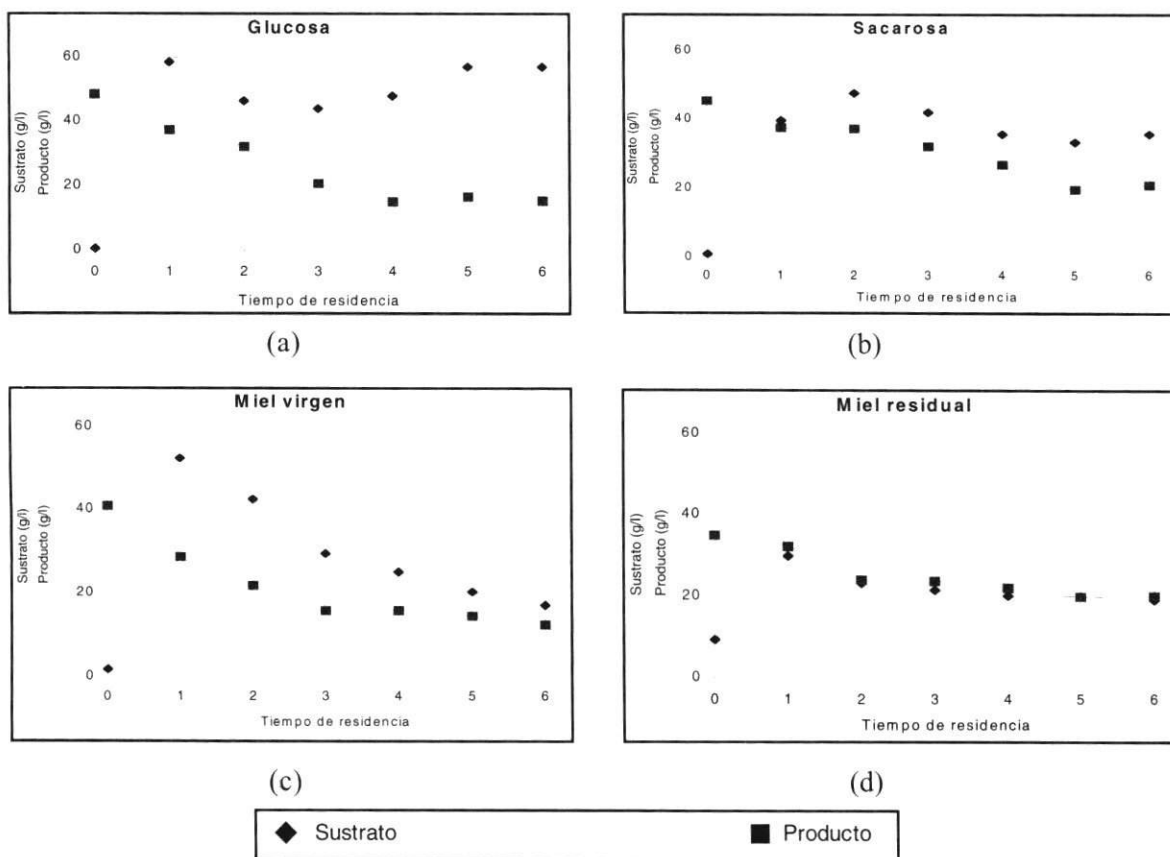 Glucosa
Sustrato (g/l)
Producto (g/l)
60
40
20
0
0 1 2 3 4 5 6
Tiempo de residencia
(a)
Sacarosa
Sustrato (g/l)
Producto (g/l)
60
40
20
0
0 1 2 3 4 5 6
Tiempo de residencia
(b)
Miel virgen
Sustrato (g/l)
Producto (g/l)
60
40
20
0
0 1 2 3 4 5 6
Tiempo de residencia
(c)
Miel residual
Sustrato (g/l)
Producto (g/l)
60
40
20
0
0 1 2 3 4 5 6
Tiempo de residencia
(d)
Sustrato Producto